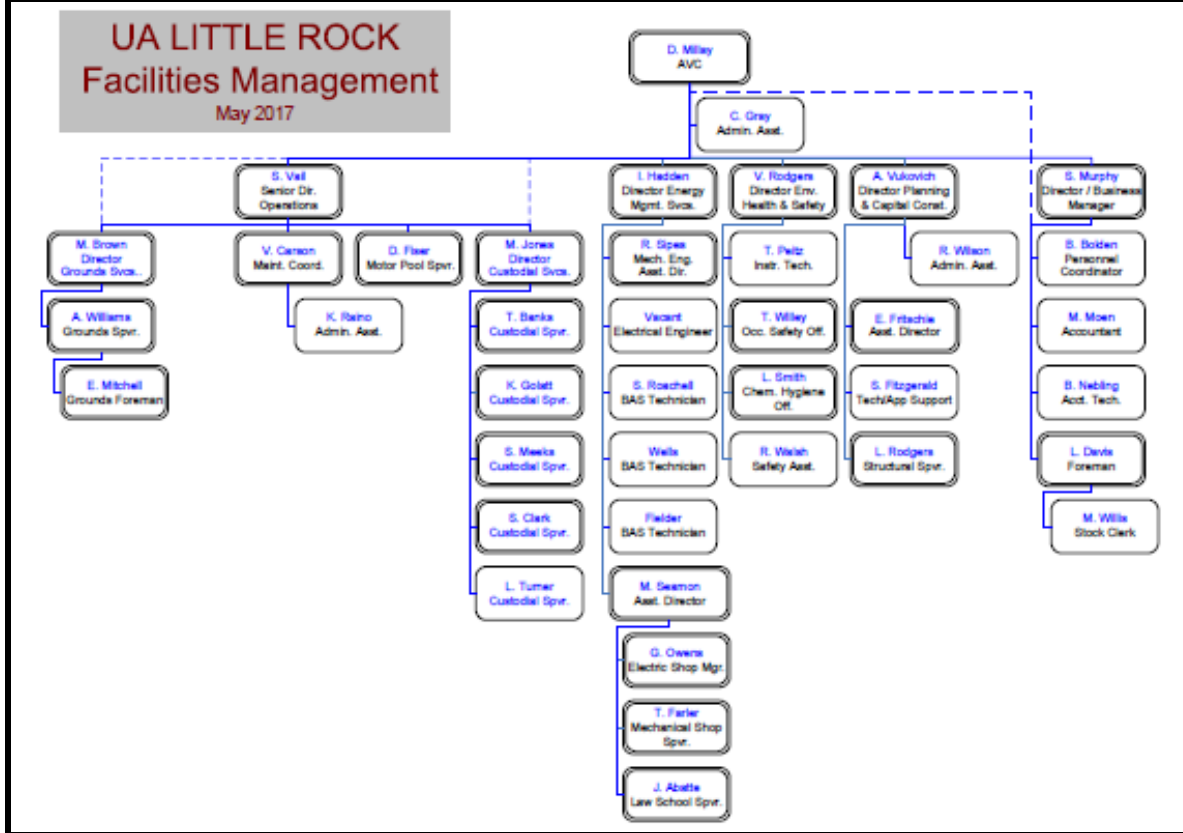 UA LITTLE ROCK
Facilities Management
May 2017
D. Millay
AVC
C. Gray
Admin. Asst.
S. Vail
Senior Dir.
Operations
I. Hadden
Director Energy
Mgmt. Svcs.
V. Rodgers
Director Env.
Health & Safety
A. Vukovich
Director Planning
& Capital Const.
S. Murphy
Director / Business
Manager
M. Brown
Director
Grounds Svcs..
V. Carson
Maint. Coord.
D. Fiser
Motor Pool Spvr.
M. Jones
Director
Custodial Svcs.
R. Sipes
Mech. Eng.
Asst. Dir.
T. Peitz
Instr. Tech.
R. Wilson
Admin. Asst.
B. Bolden
Personnel
Coordinator
A. Williams
Grounds Spvr.
K. Raino
Admin. Asst.
T. Banks
Custodial Spvr.
Vacant
Electrical Engineer
T. Willey
Occ. Safety Off.
E. Fritschie
Asst. Director
M. Moen
Accountant
E. Mitchell
Grounds Foreman
K. Golatt
Custodial Spvr.
S. Roachell
BAS Technician
L. Smith
Chem. Hygiene
Off.
S. Fitzgerald
Tech/App Support
B. Nebling
Acct. Tech.
S. Meeks
Custodial Spvr.
Wells
BAS Technician
R. Walsh
Safety Asst.
L. Rodgers
Structural Spvr.
L. Davis
Foreman
S. Clark
Custodial Spvr.
Fielder
BAS Technician
M. Willis
Stock Clerk
L. Turner
Custodial Spvr.
M. Seamon
Asst. Director
G. Owens
Electric Shop Mgr.
T. Farler
Mechanical Shop
Spvr.
J. Abatte
Law School Spvr.